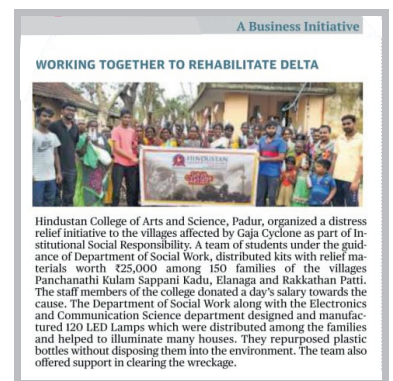 A Business Initiative
WORKING TOGETHER TO REHABILITATE DELTA
HINDUSTAN
Hindustan College of Arts and Science, Padur, organized a distress
relief initiative to the villages affected by Gaja Cyclone as part of In-
stitutional Social Responsibility. A team of students under the guid-
ance of Department of Social Work, distributed kits with relief ma-
terials worth ₹25,000 among 150 families of the villages
Panchanathi Kulam Sappani Kadu, Elanaga and Rakkathan Patti.
The staff members of the college donated a day's salary towards the
cause. The Department of Social Work along with the Electronics
and Communication Science department designed and manufac-
tured 120 LED Lamps which were distributed among the families
and helped to illuminate many houses. They repurposed plastic
bottles without disposing them into the environment. The team also
offered support in clearing the wreckage.